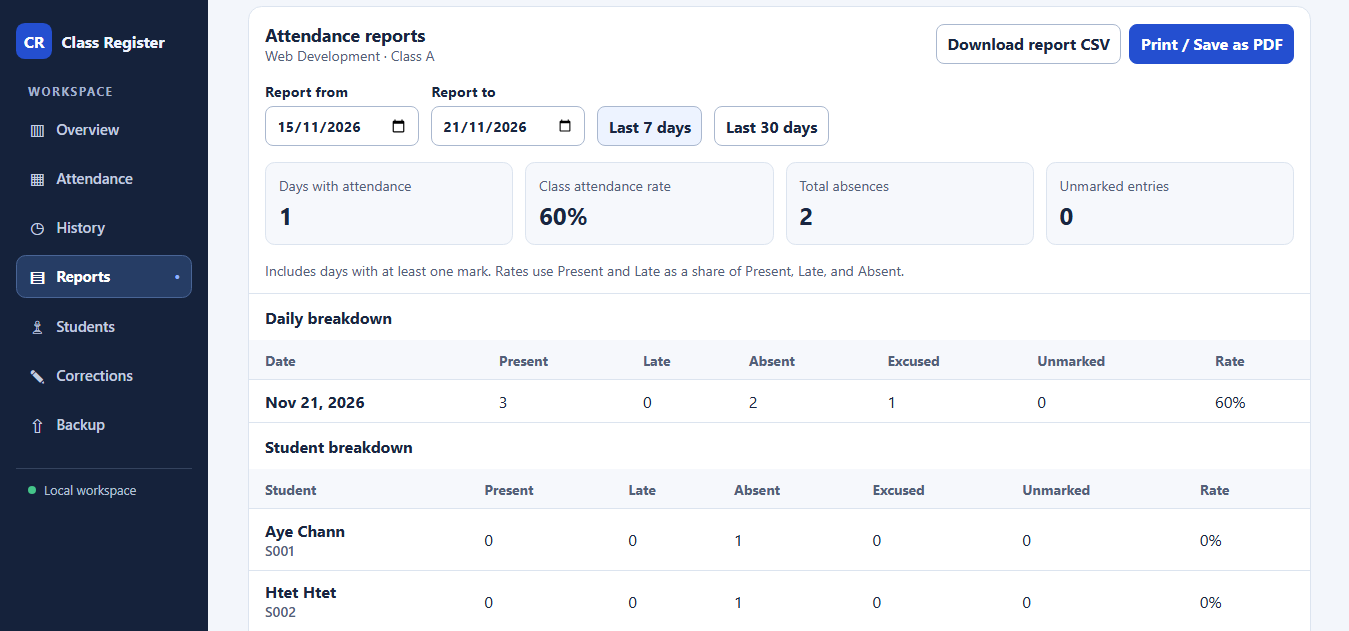 CR Class Register
WORKSPACE
Overview
Attendance
History
Reports
Students
Corrections
Backup
Local workspace
Attendance reports
Web Development · Class A
Download report CSV
Print / Save as PDF
Report from
Report to
15/11/2026
21/11/2026
Last 7 days
Last 30 days
Days with attendance
1
Class attendance rate
60%
Total absences
2
Unmarked entries
0
Includes days with at least one mark. Rates use Present and Late as a share of Present, Late, and Absent.
Daily breakdown
Date Present Late Absent Excused Unmarked Rate
Nov 21, 2026 3 0 2 1 0 60%
Student breakdown
Student Present Late Absent Excused Unmarked Rate
Aye Chann 0 0 1 0 0 0%
S001
Htet Htet 0 0 1 0 0 0%
S002